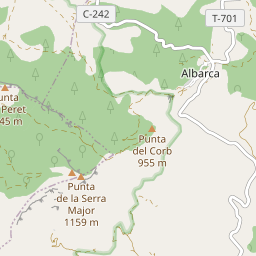 C-242
T-701
Albarca
Punta
Peret
45 m
Punta
del Corb
955 m
Punta
de la Serra
Major
1159 m